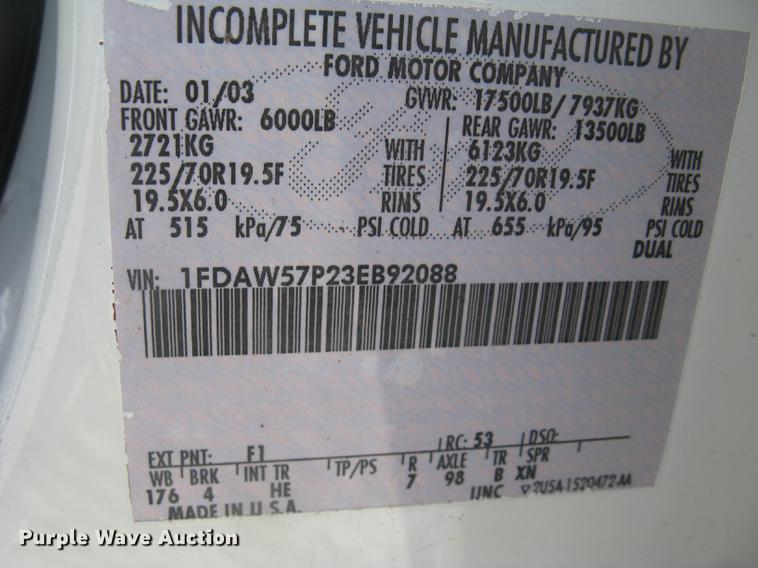 INCOMPLETE VEHICLE MANUFACTURED BY
FORD MOTOR COMPANY
DATE: 01/03 GVWR: 17500LB/ 7937KG
FRONT GAWR: 6000LB REAR GAWR: 13500LB
2721KG WITH 6123KG WITH
225/70R19.5F TIRES 225/70R19.5F TIRES
19.5X6.0 RIMS 19.5X6.0 RIMS
AT 515 kPa/75 PSI COLD AT 655 kPa/95 PSI COLD
DUAL
VIN: 1FDAW57P23EB92088
EXT PNT: F1 RC: 53 DSO:
WB BRK INT TR TP/PS R AXLE TR SPR
176 4 HE 7 98 B XN
MADE IN U.S.A. UNC 2U5A-1520472-AA
Purple Wave Auction